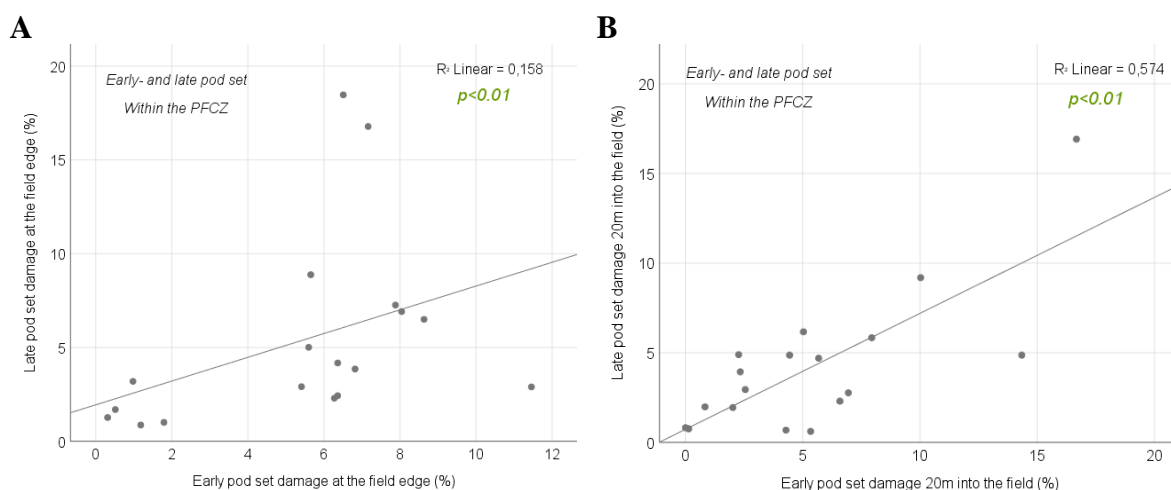 A
Early- and late pod set
Within the PFCZ
R² Linear = 0,158
p<0.01
Late pod set damage at the field edge (%)
20
15
10
5
0
0 2 4 6 8 10 12
Early pod set damage at the field edge (%)
B
Early- and late pod set
Within the PFCZ
R² Linear = 0,574
p<0.01
Late pod set damage 20m into the field (%)
20
15
10
5
0
0 5 10 15 20
Early pod set damage 20m into the field (%)